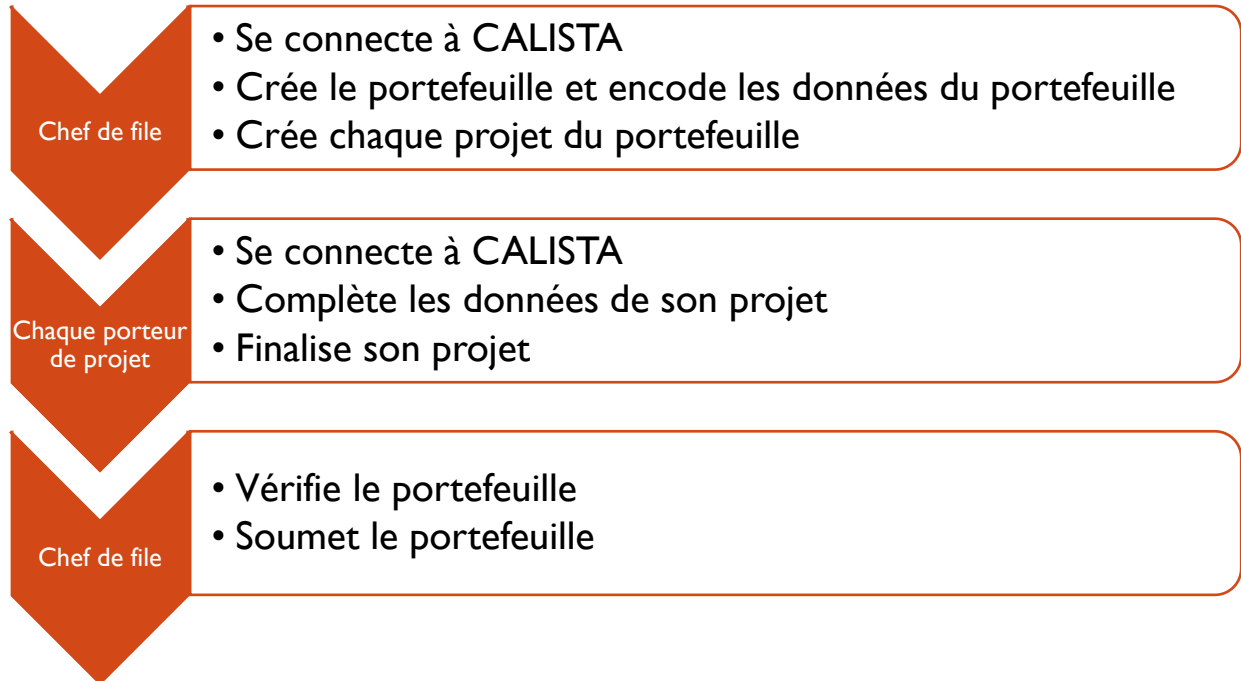 Chef de file
• Se connecte à CALISTA
• Crée le portefeuille et encode les données du portefeuille
• Crée chaque projet du portefeuille
Chaque porteur
de projet
• Se connecte à CALISTA
• Complète les données de son projet
• Finalise son projet
Chef de file
• Vérifie le portefeuille
• Soumet le portefeuille